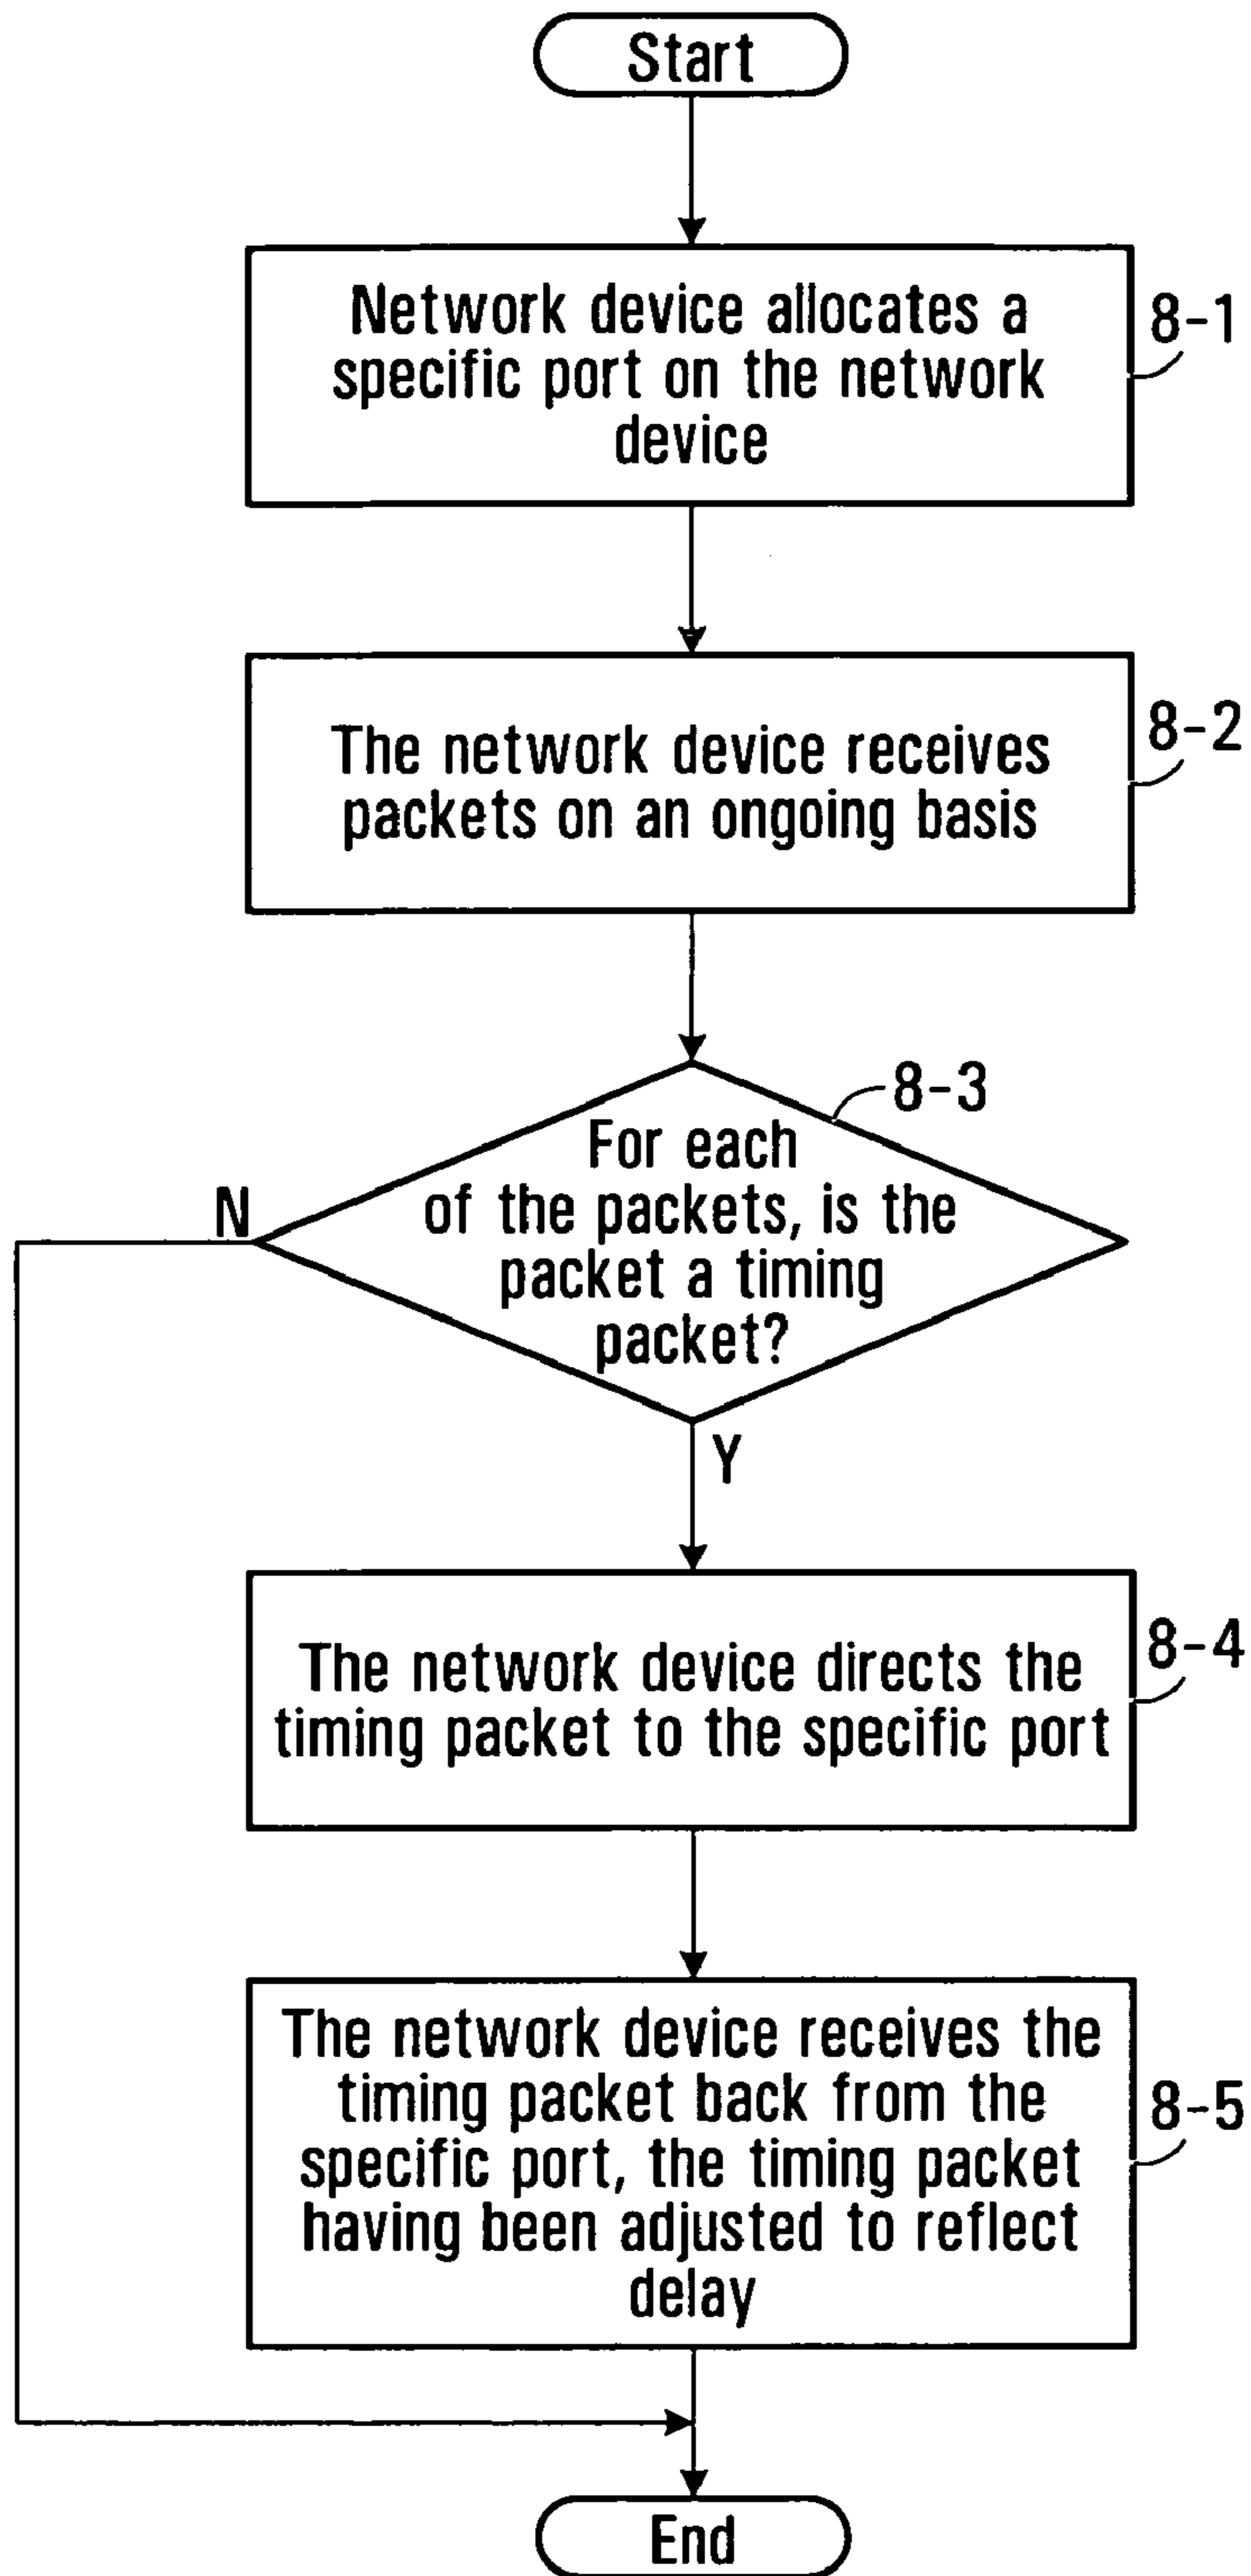 Start
Network device allocates a
specific port on the network
device
8-1
The network device receives
packets on an ongoing basis
8-2
8-3
For each
of the packets, is the
packet a timing
packet?
N
Y
The network device directs the
timing packet to the specific port
8-4
The network device receives the
timing packet back from the
specific port, the timing packet
having been adjusted to reflect
delay
8-5
End